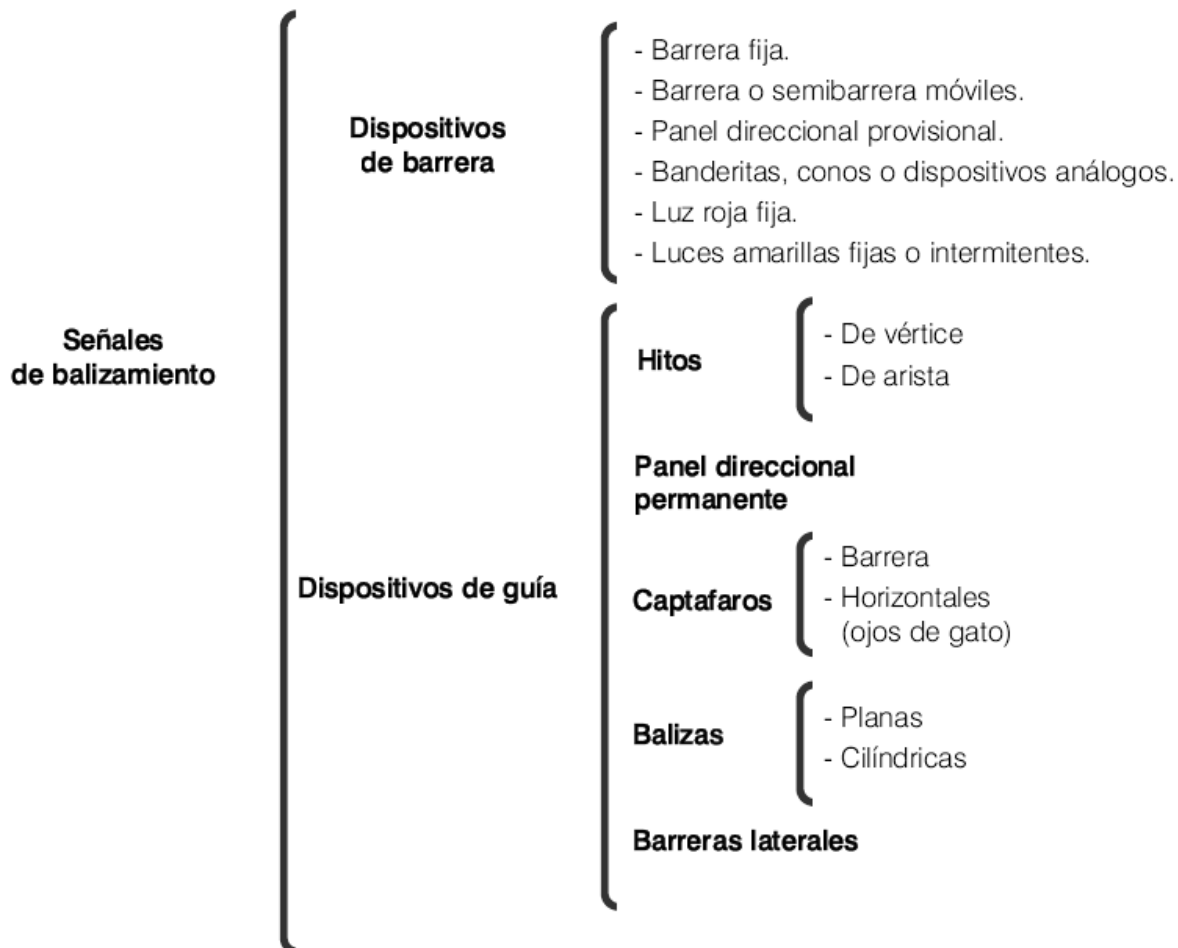 Señales
de balizamiento
Dispositivos
de barrera
- Barrera fija.
- Barrera o semibarrera móviles.
- Panel direccional provisional.
- Banderitas, conos o dispositivos análogos.
- Luz roja fija.
- Luces amarillas fijas o intermitentes.
Dispositivos de guía
Hitos
- De vértice
- De arista
Panel direccional
permanente
Captafaros
- Barrera
- Horizontales
(ojos de gato)
Balizas
- Planas
- Cilíndricas
Barreras laterales